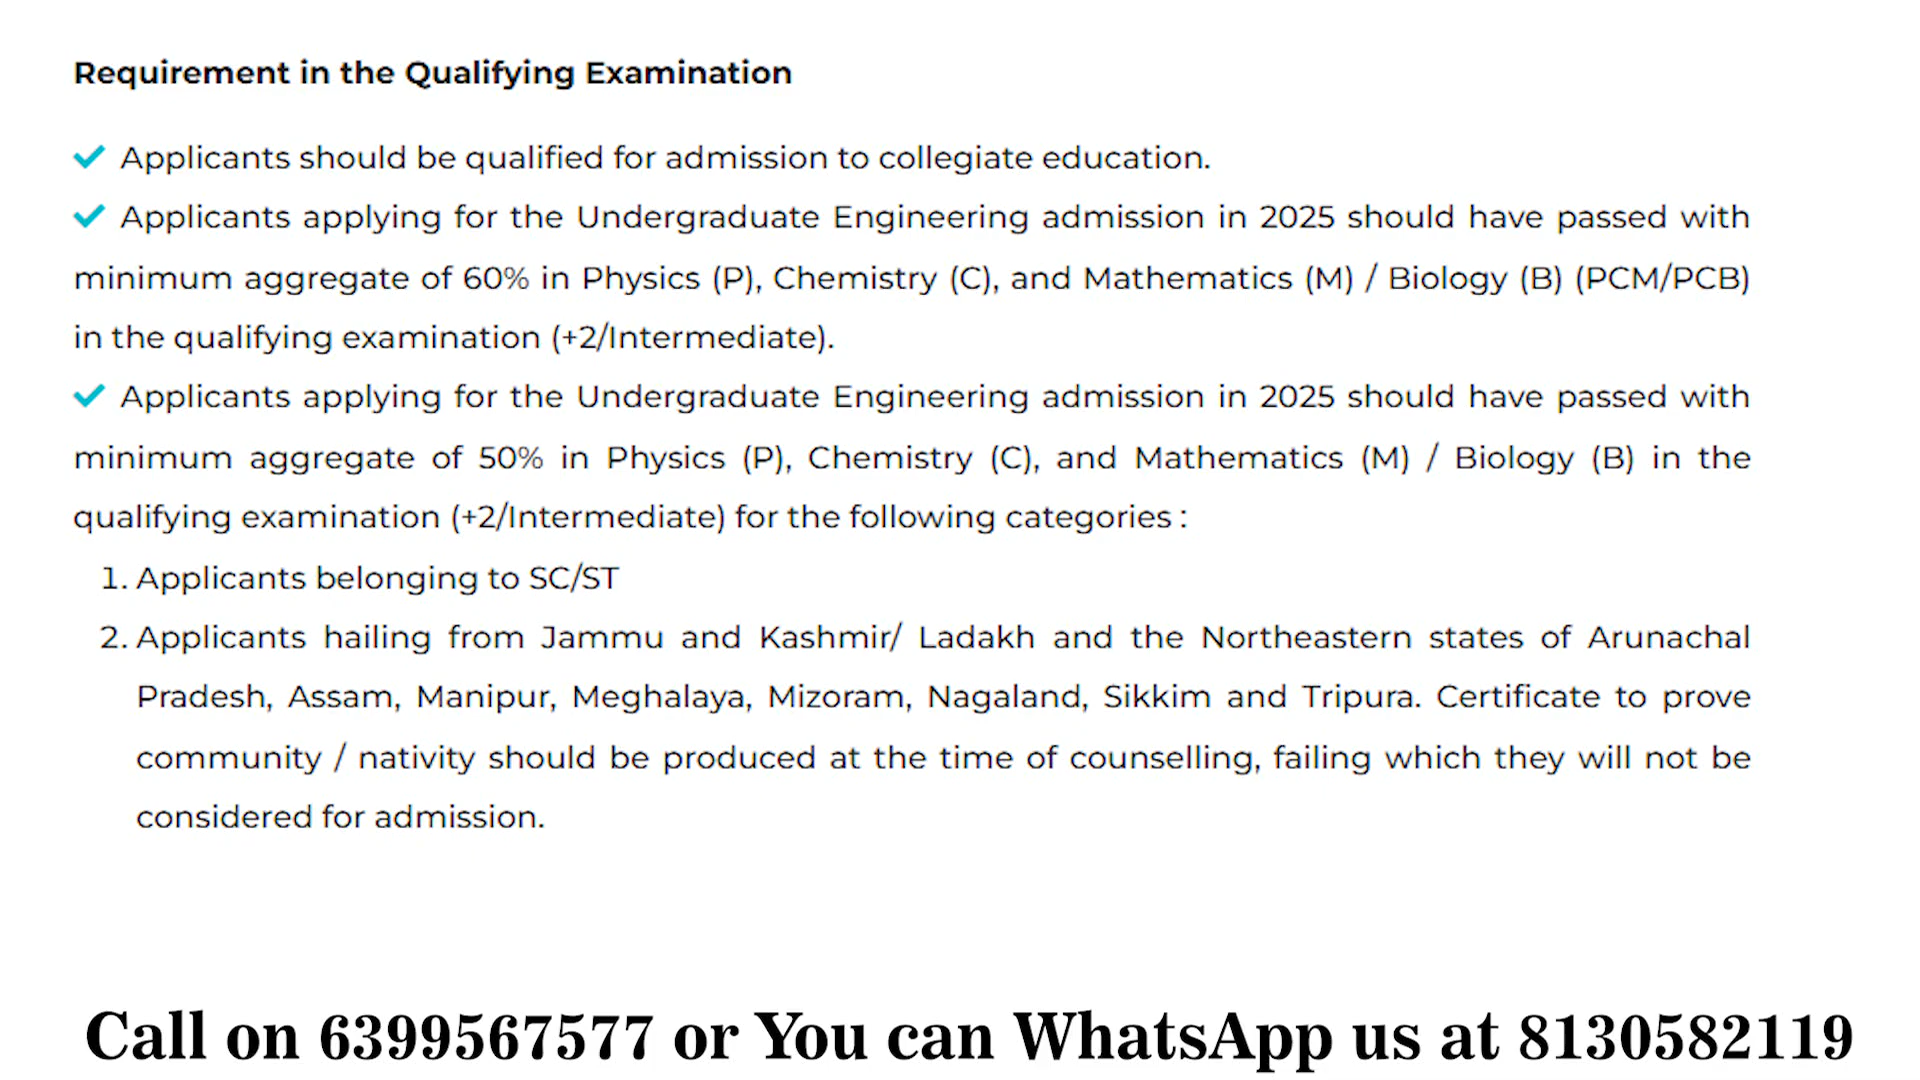 Requirement in the Qualifying Examination
Applicants should be qualified for admission to collegiate education.
Applicants applying for the Undergraduate Engineering admission in 2025 should have passed with
minimum aggregate of 60% in Physics (P), Chemistry (C), and Mathematics (M) / Biology (B) (PCM/PCB)
in the qualifying examination (+2/Intermediate).
Applicants applying for the Undergraduate Engineering admission in 2025 should have passed with
minimum aggregate of 50% in Physics (P), Chemistry (C), and Mathematics (M) / Biology (B) in the
qualifying examination (+2/Intermediate) for the following categories :
1. Applicants belonging to SC/ST
2. Applicants hailing from Jammu and Kashmir/ Ladakh and the Northeastern states of Arunachal
Pradesh, Assam, Manipur, Meghalaya, Mizoram, Nagaland, Sikkim and Tripura. Certificate to prove
community / nativity should be produced at the time of counselling, failing which they will not be
considered for admission.
Call on 6399567577 or You can WhatsApp us at 8130582119